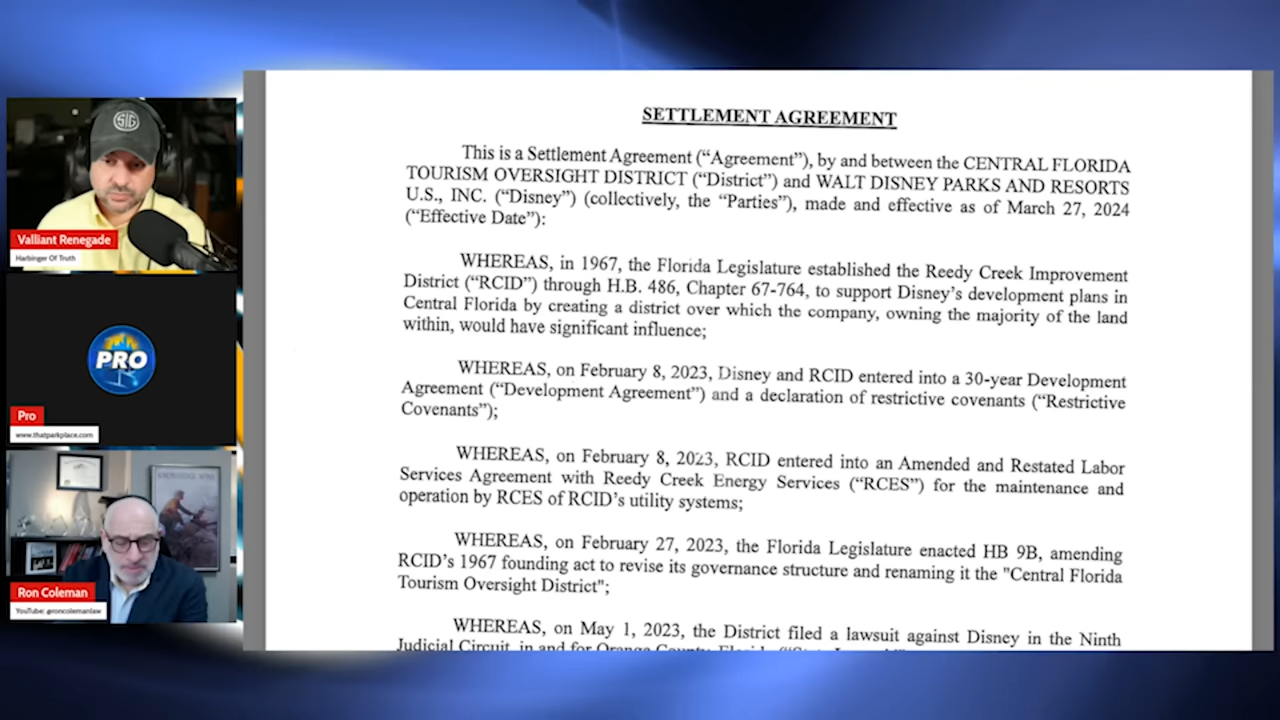 SIG
Valliant Renegade
Harbinger Of Truth
PRO
Pro
www.thatparkplace.com
KNOWLEDGE WINS
Ron Coleman
YouTube: @roncolemanlaw
SETTLEMENT AGREEMENT
This is a Settlement Agreement (“Agreement”), by and between the CENTRAL FLORIDA
TOURISM OVERSIGHT DISTRICT (“District”) and WALT DISNEY PARKS AND RESORTS
U.S., INC. (“Disney”) (collectively, the “Parties”), made and effective as of March 27, 2024
(“Effective Date”):
WHEREAS, in 1967, the Florida Legislature established the Reedy Creek Improvement
District (“RCID”) through H.B. 486, Chapter 67-764, to support Disney’s development plans in
Central Florida by creating a district over which the company, owning the majority of the land
within, would have significant influence;
WHEREAS, on February 8, 2023, Disney and RCID entered into a 30-year Development
Agreement (“Development Agreement”) and a declaration of restrictive covenants (“Restrictive
Covenants”);
WHEREAS, on February 8, 2023, RCID entered into an Amended and Restated Labor
Services Agreement with Reedy Creek Energy Services (“RCES”) for the maintenance and
operation by RCES of RCID’s utility systems;
WHEREAS, on February 27, 2023, the Florida Legislature enacted HB 9B, amending
RCID’s 1967 founding act to revise its governance structure and renaming it the "Central Florida
Tourism Oversight District";
WHEREAS, on May 1, 2023, the District filed a lawsuit against Disney in the Ninth
Judicial Circuit, in and for Orange County, Florida